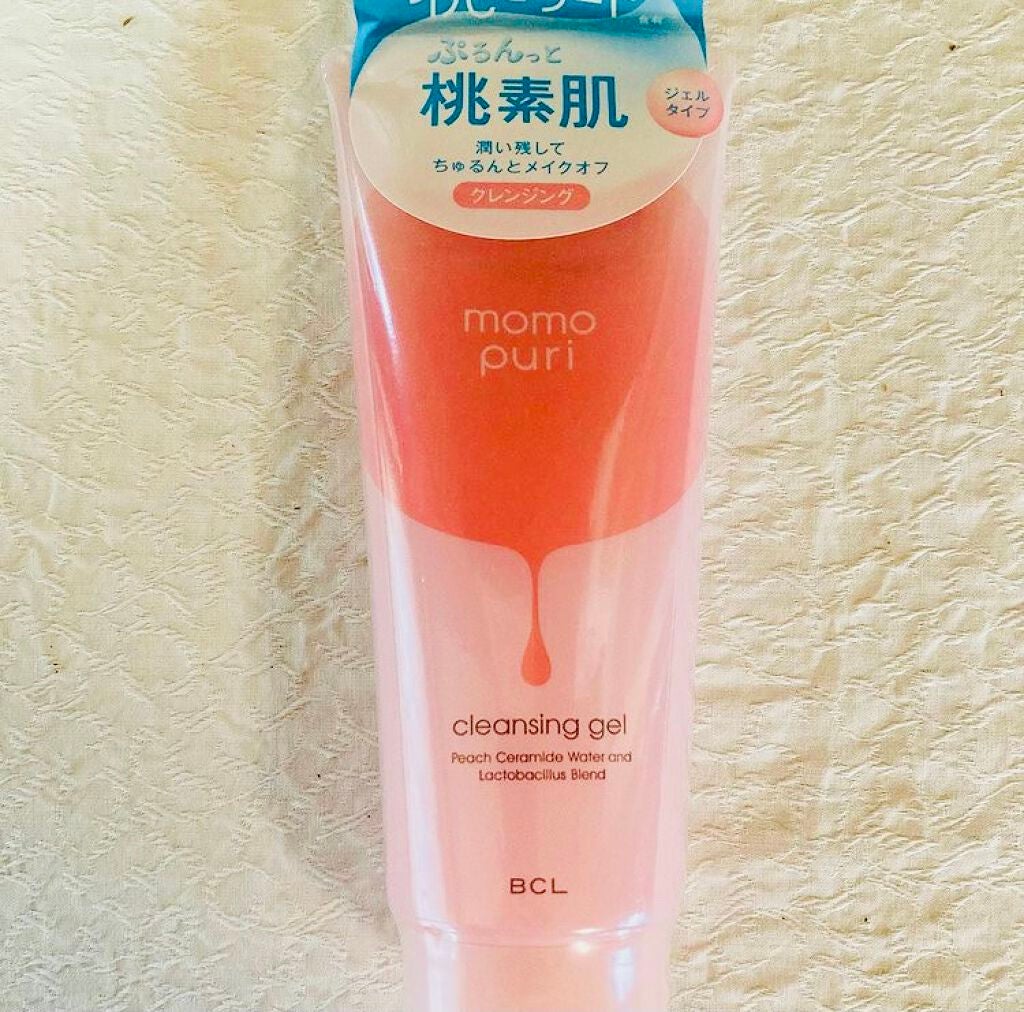 ぷるんっと
桃素肌
ジェル
タイプ
潤い残して
ちゅるんとメイクオフ
クレンジング
momo
puri
cleansing gel
Peach Ceramide Water and
Lactobacillus Blend
BCL